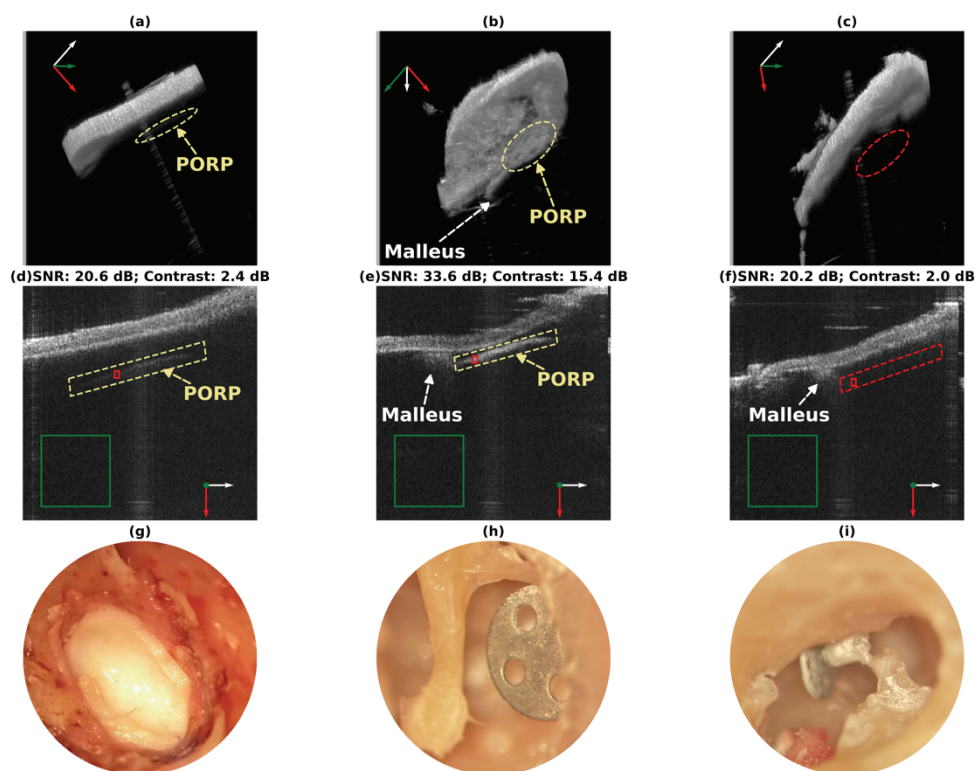 (a)
(b)
(c)
PORP
PORP
Malleus
(d)SNR: 20.6 dB; Contrast: 2.4 dB
(e)SNR: 33.6 dB; Contrast: 15.4 dB
(f)SNR: 20.2 dB; Contrast: 2.0 dB
PORP
PORP
Malleus
Malleus
(g)
(h)
(i)